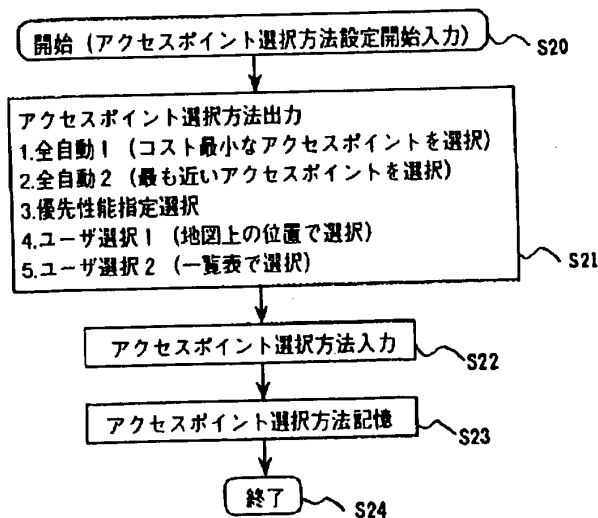 開始 (アクセスポイント選択方法設定開始入力)
S20
アクセスポイント選択方法出力
1.全自動1 (コスト最小なアクセスポイントを選択)
2.全自動2 (最も近いアクセスポイントを選択)
3.優先性能指定選択
4.ユーザ選択1 (地図上の位置で選択)
5.ユーザ選択2 (一覧表で選択)
S21
アクセスポイント選択方法入力
S22
アクセスポイント選択方法記憶
S23
終了
S24